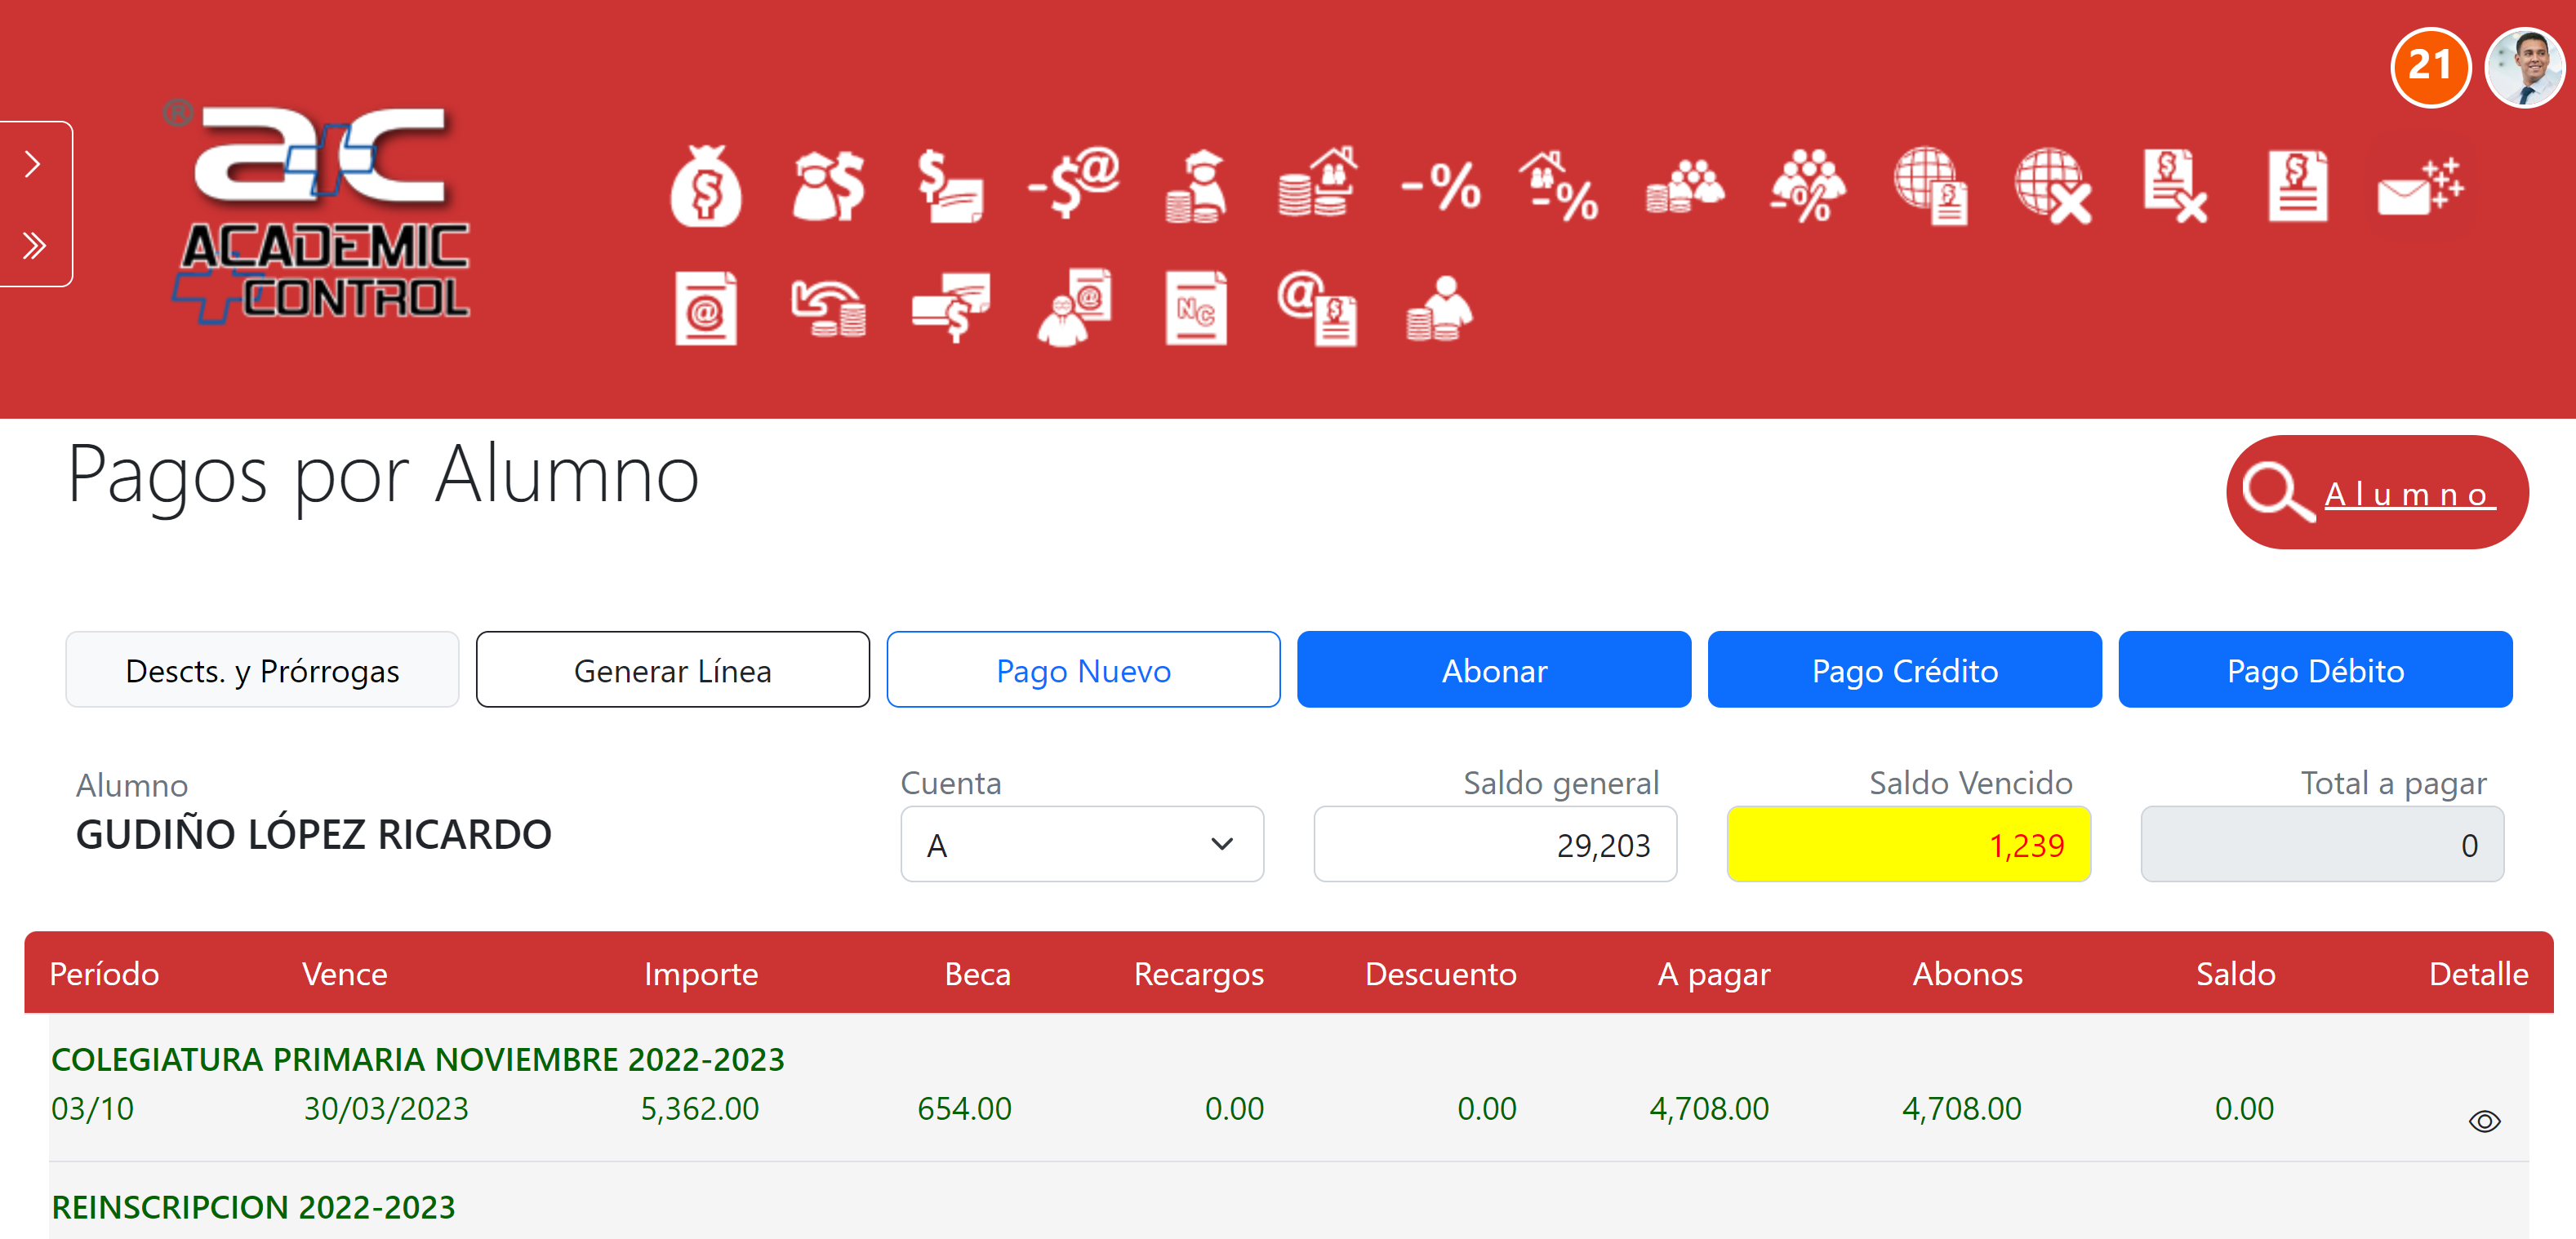 21
®
a+c
ACADEMIC
+CONTROL
-$@
-%
-%
-%
@
NC
@
Pagos por Alumno
Alumno
Descts. y Prórrogas
Generar Línea
Pago Nuevo
Abonar
Pago Crédito
Pago Débito
Alumno
GUDIÑO LÓPEZ RICARDO
Cuenta
A
Saldo general
29,203
Saldo Vencido
1,239
Total a pagar
0
Período Vence Importe Beca Recargos Descuento A pagar Abonos Saldo Detalle
COLEGIATURA PRIMARIA NOVIEMBRE 2022-2023
03/10 30/03/2023 5,362.00 654.00 0.00 0.00 4,708.00 4,708.00 0.00
REINSCRIPCION 2022-2023